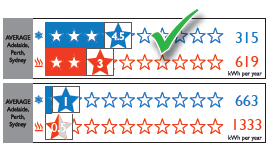 AVERAGE
Adelaide,
Perth,
Sydney
4.5
315
3
619
kWh per year
AVERAGE
Adelaide,
Perth,
Sydney
1
663
0.5
1333
kWh per year